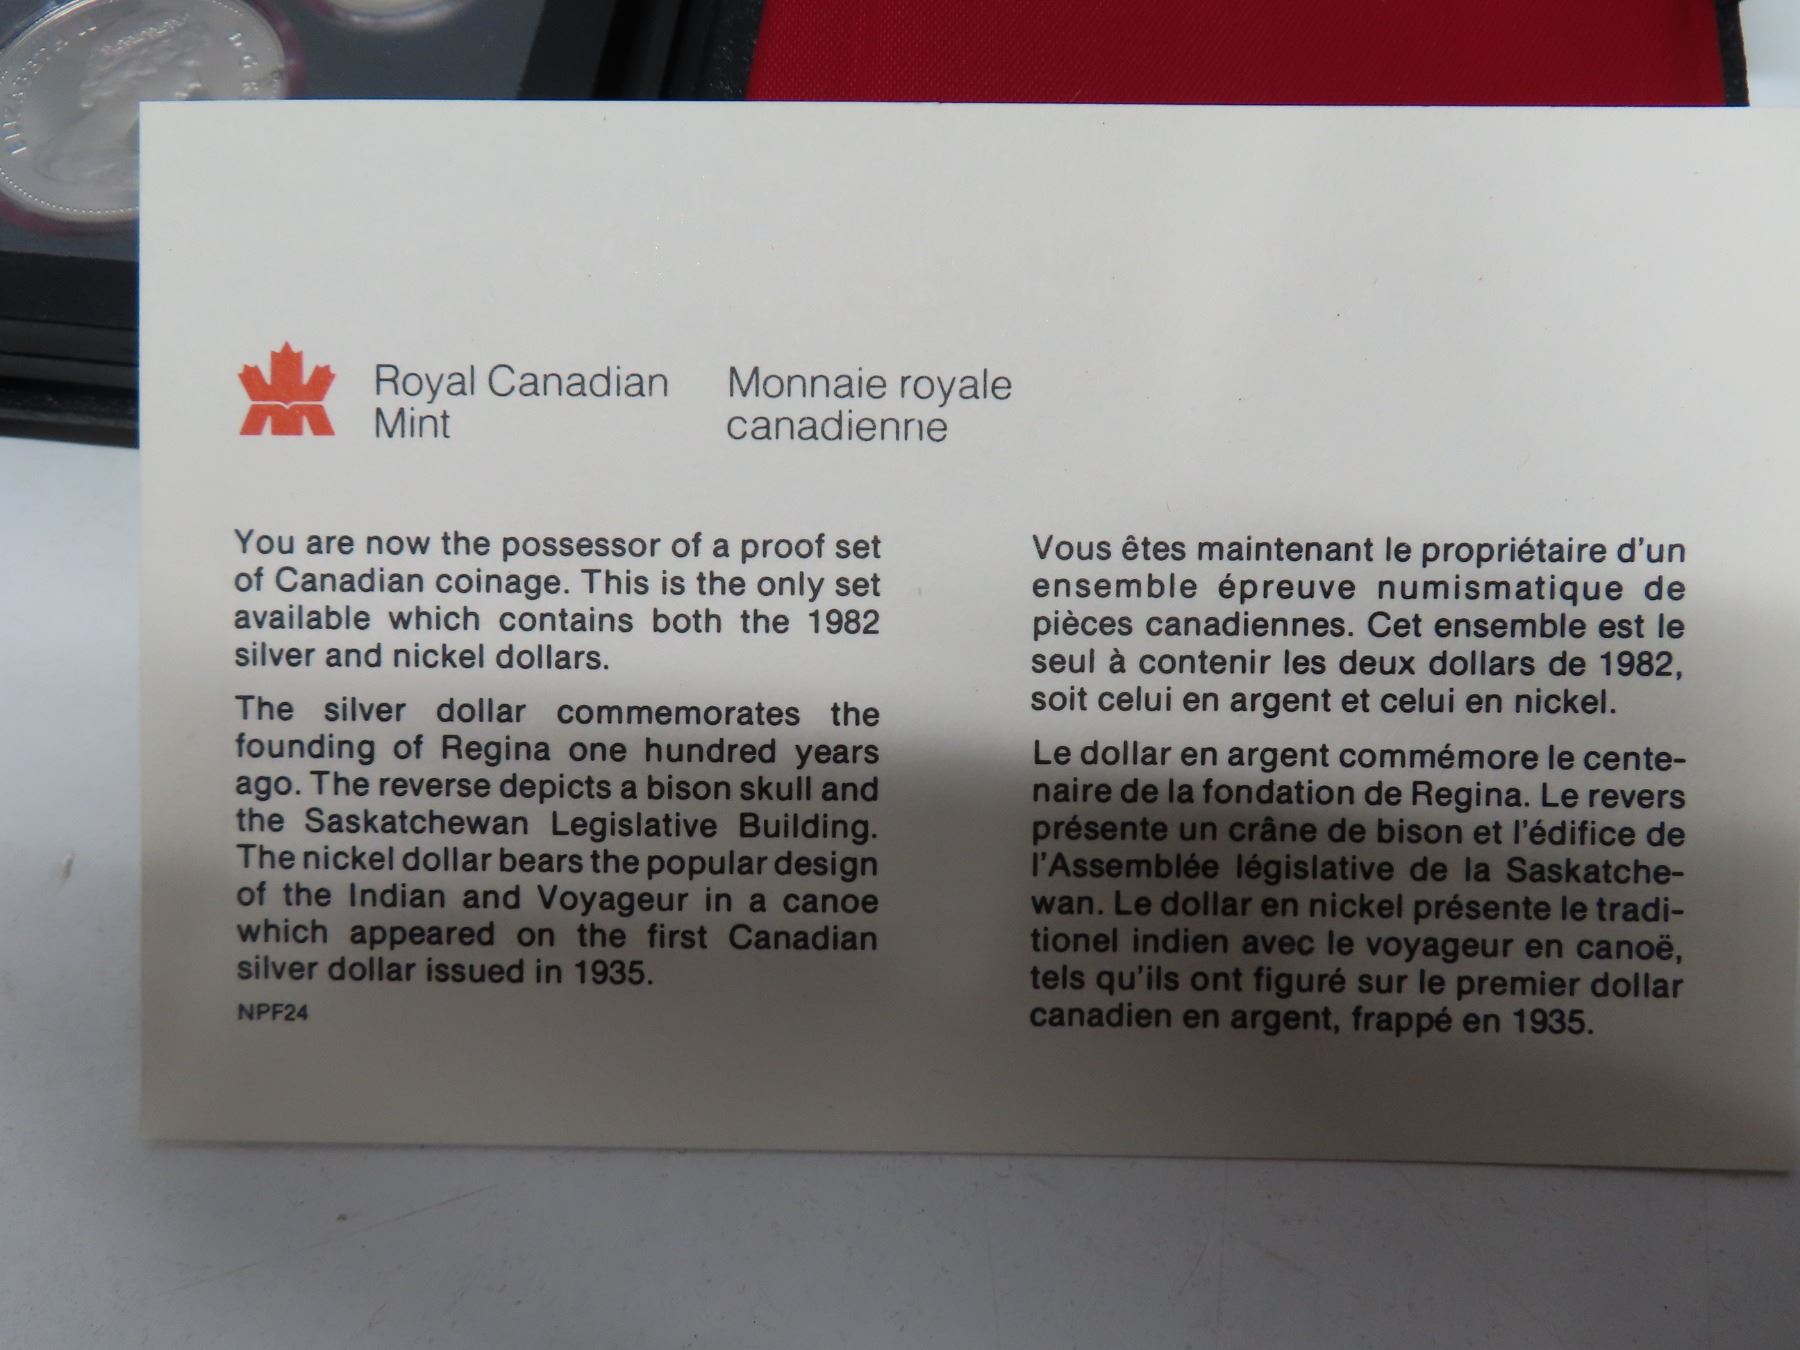 ELIZABETH II D·G·R
Royal Canadian
Mint
Monnaie royale
canadienne
You are now the possessor of a proof set
of Canadian coinage. This is the only set
available which contains both the 1982
silver and nickel dollars.
The silver dollar commemorates the
founding of Regina one hundred years
ago. The reverse depicts a bison skull and
the Saskatchewan Legislative Building.
The nickel dollar bears the popular design
of the Indian and Voyageur in a canoe
which appeared on the first Canadian
silver dollar issued in 1935.
NPF24
Vous êtes maintenant le propriétaire d'un
ensemble épreuve numismatique de
pièces canadiennes. Cet ensemble est le
seul à contenir les deux dollars de 1982,
soit celui en argent et celui en nickel.
Le dollar en argent commémore le cente-
naire de la fondation de Regina. Le revers
présente un crâne de bison et l'édifice de
l'Assemblée législative de la Saskatche-
wan. Le dollar en nickel présente le tradi-
tionel indien avec le voyageur en canoë,
tels qu'ils ont figuré sur le premier dollar
canadien en argent, frappé en 1935.